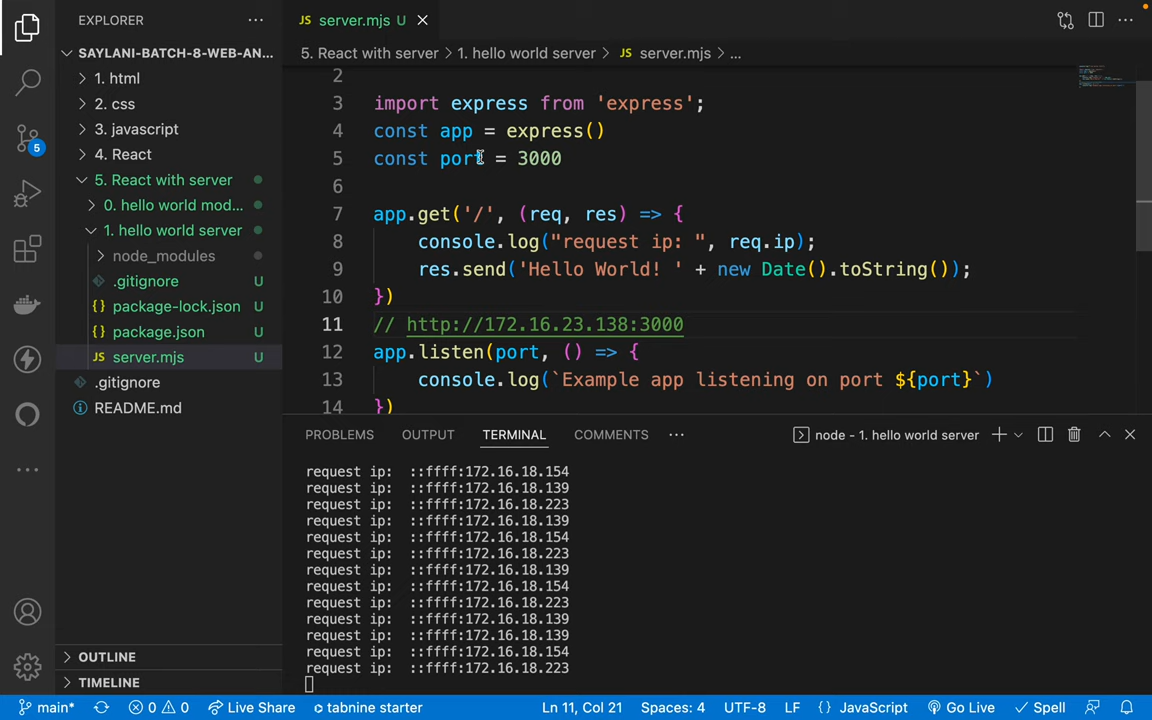 EXPLORER
SAYLANI-BATCH-8-WEB-AN...
1. html
2. css
3. javascript
4. React
5. React with server
0. hello world mod...
1. hello world server
node_modules
.gitignore U
{} package-lock.json U
{} package.json U
JS server.mjs U
.gitignore
README.md
OUTLINE
TIMELINE
5
JS server.mjs U
5. React with server > 1. hello world server > JS server.mjs > ...
2
3 import express from 'express';
4 const app = express()
5 const port = 3000
6
7 app.get('/', (req, res) => {
8 console.log("request ip: ", req.ip);
9 res.send('Hello World! ' + new Date().toString());
10 })
11 // http://172.16.23.138:3000
12 app.listen(port, () => {
13 console.log(`Example app listening on port ${port}`)
14 })
PROBLEMS OUTPUT TERMINAL COMMENTS ... node - 1. hello world server
request ip: ::ffff:172.16.18.154
request ip: ::ffff:172.16.18.139
request ip: ::ffff:172.16.18.223
request ip: ::ffff:172.16.18.139
request ip: ::ffff:172.16.18.154
request ip: ::ffff:172.16.18.223
request ip: ::ffff:172.16.18.139
request ip: ::ffff:172.16.18.154
request ip: ::ffff:172.16.18.223
request ip: ::ffff:172.16.18.139
request ip: ::ffff:172.16.18.139
request ip: ::ffff:172.16.18.154
request ip: ::ffff:172.16.18.223
main* 0 0 Live Share tabnine starter Ln 11, Col 21 Spaces: 4 UTF-8 LF {} JavaScript Go Live Spell